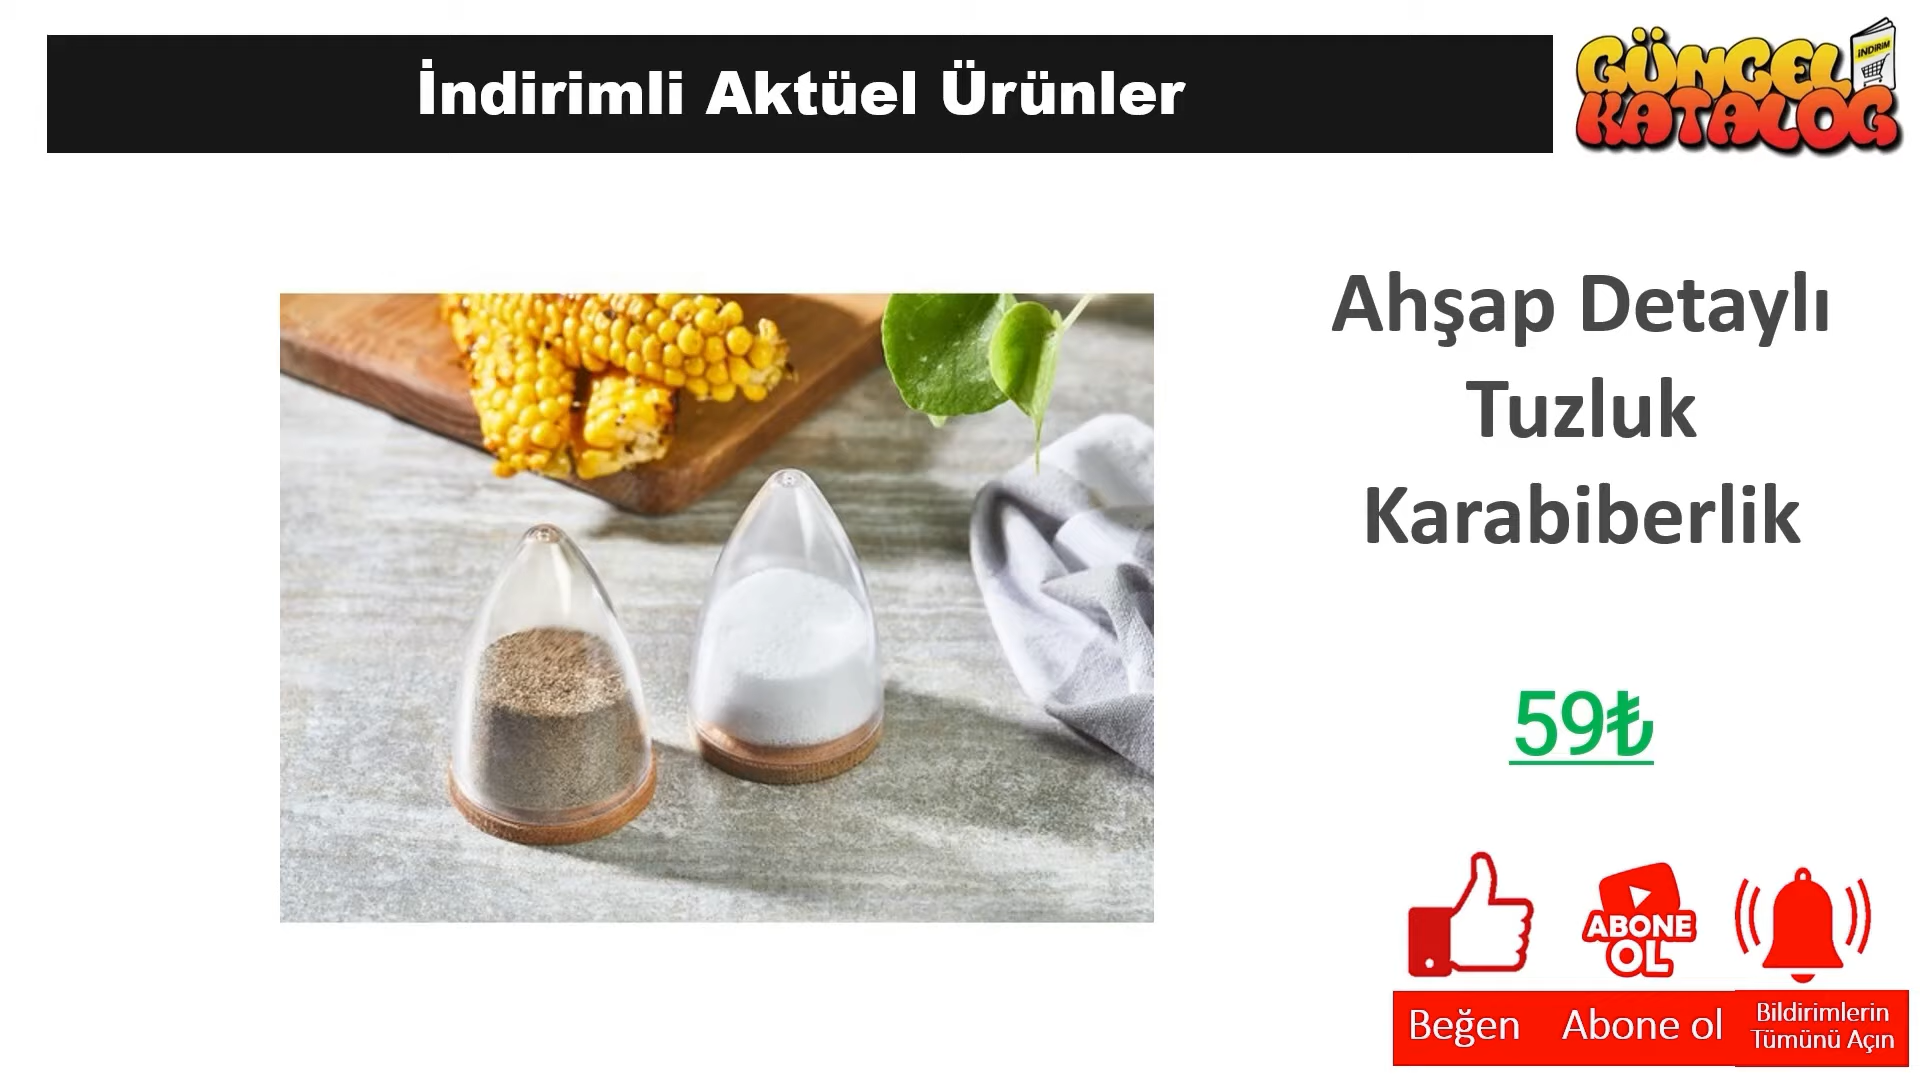 İndirimli Aktüel Ürünler
GÜNCEL
İNDİRİM
KATALOG
Ahşap Detaylı
Tuzluk
Karabiberlik
59₺
ABONE
OL
Beğen
Abone ol
Bildirimlerin
Tümünü Açın